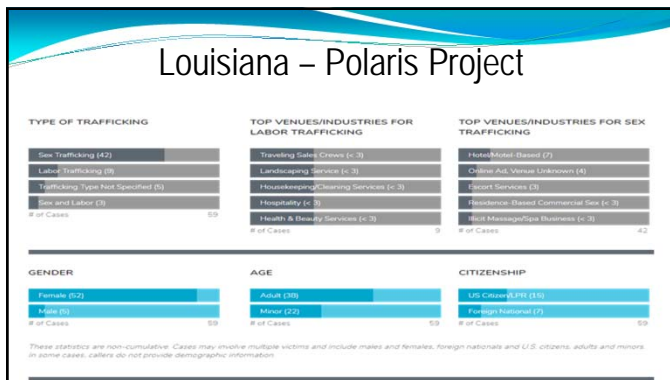 Louisiana – Polaris Project
TYPE OF TRAFFICKING
Sex Trafficking (42)
Labor Trafficking (9)
Trafficking Type Not Specified (5)
Sex and Labor (3)
# of Cases 59
TOP VENUES/INDUSTRIES FOR
LABOR TRAFFICKING
Traveling Sales Crews (< 3)
Landscaping Service (< 3)
Housekeeping/Cleaning Services (< 3)
Hospitality (< 3)
Health & Beauty Services (< 3)
# of Cases 9
TOP VENUES/INDUSTRIES FOR SEX
TRAFFICKING
Hotel/Motel-Based (7)
Online Ad, Venue Unknown (4)
Escort Services (3)
Residence-Based Commercial Sex (< 3)
Illicit Massage/Spa Business (< 3)
# of Cases 42
GENDER
Female (52)
Male (5)
# of Cases 59
AGE
Adult (38)
Minor (22)
# of Cases 59
CITIZENSHIP
US Citizen/LPR (15)
Foreign National (7)
# of Cases 59
These statistics are non-cumulative. Cases may involve multiple victims and include males and females, foreign nationals and U.S. citizens, adults and minors
in some cases, callers do not provide demographic information